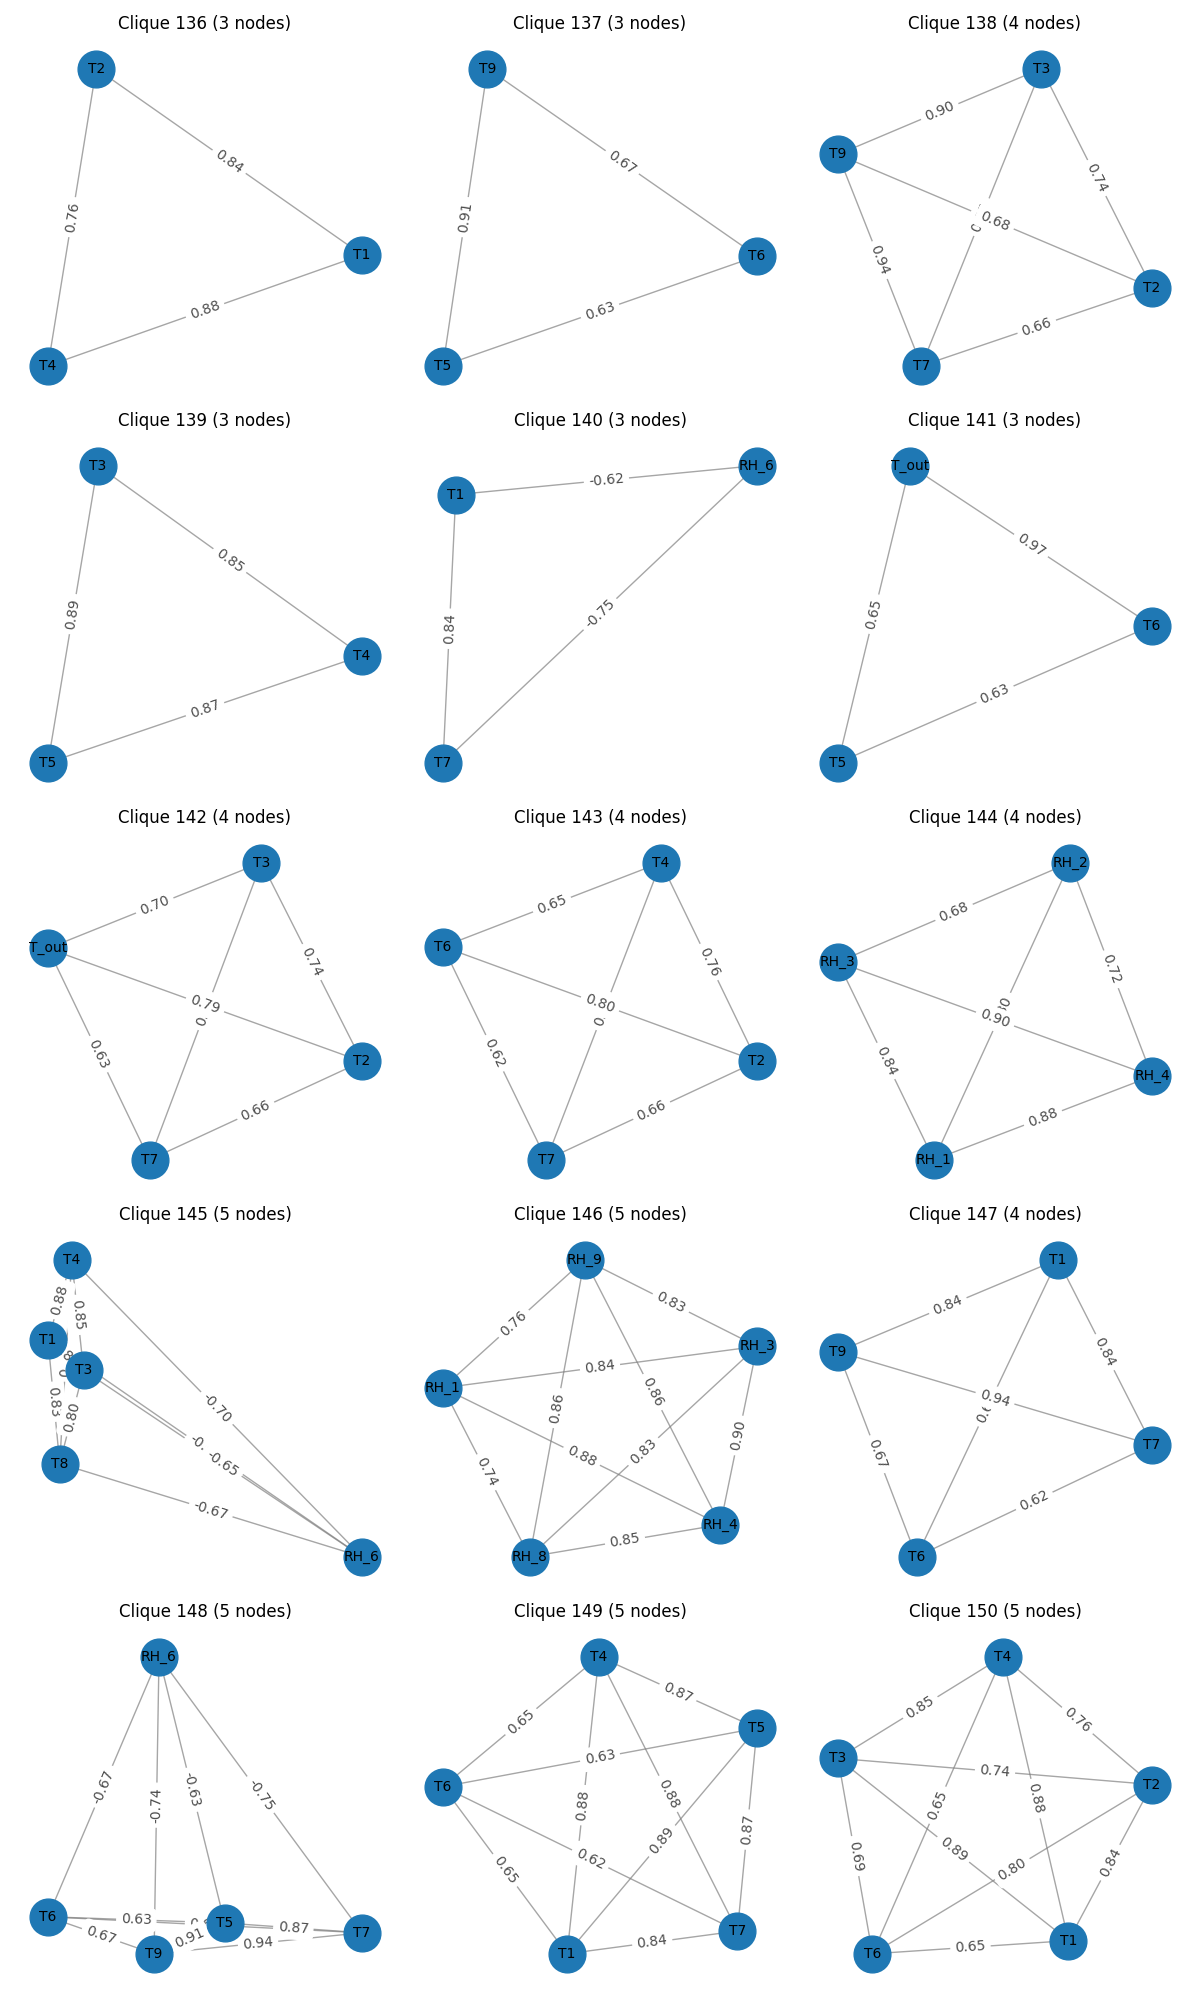 Clique 136 (3 nodes)
T2
0.84
0.76
T1
0.88
T4
Clique 137 (3 nodes)
T9
0.67
0.91
T6
0.63
T5
Clique 138 (4 nodes)
T3
0.90
T9
0.74
0.68
0.94
T2
0.66
T7
Clique 139 (3 nodes)
T3
0.85
0.89
T4
0.87
T5
Clique 140 (3 nodes)
RH_6
-0.62
T1
-0.75
0.84
T7
Clique 141 (3 nodes)
T_out
0.97
0.65
T6
0.63
T5
Clique 142 (4 nodes)
T3
0.70
T_out
0.74
0.79
0.63
T2
0.66
T7
Clique 143 (4 nodes)
T4
0.65
T6
0.76
0.80
0.62
T2
0.66
T7
Clique 144 (4 nodes)
RH_2
0.68
RH_3
0.72
0.90
0.84
RH_4
0.88
RH_1
Clique 145 (5 nodes)
T4
0.88
0.85
T1
T3
0.83
0.80
-0.70
-0.65
T8
-0.67
RH_6
Clique 146 (5 nodes)
RH_9
0.83
0.76
RH_3
0.84
RH_1
0.86
0.86
0.90
0.88
0.83
0.74
RH_4
0.85
RH_8
Clique 147 (4 nodes)
T1
0.84
T9
0.84
0.94
T7
0.67
0.62
T6
Clique 148 (5 nodes)
RH_6
-0.67
-0.74
-0.63
-0.75
T6
0.63
T5
0.87
0.67
0.91
0.94
T9
T7
Clique 149 (5 nodes)
T4
0.87
0.65
T5
0.63
T6
0.88
0.88
0.87
0.89
0.62
0.65
T7
0.84
T1
Clique 150 (5 nodes)
T4
0.85
0.76
T3
0.74
T2
0.65
0.88
0.69
0.89
0.80
0.84
T1
0.65
T6